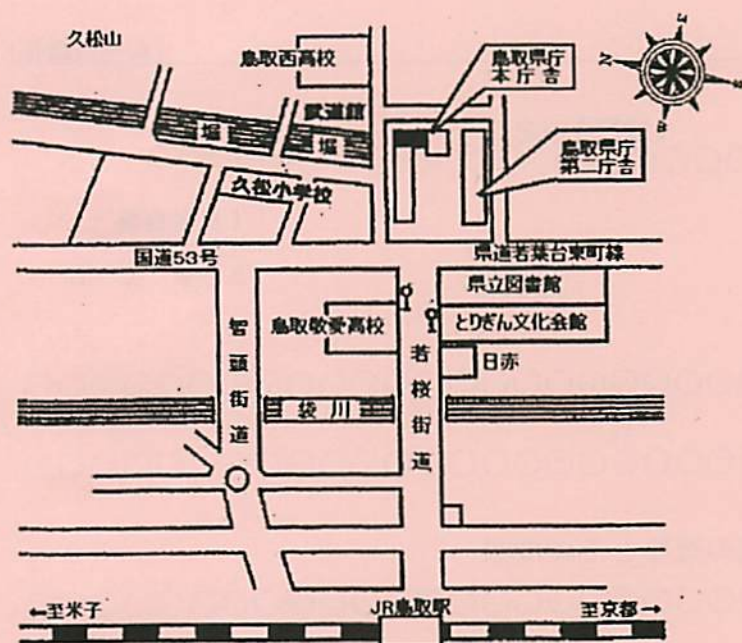 久松山
鳥取西高校
鳥取県庁
本庁舎
N
E
S
W
武道館
堀
堀
鳥取県庁
第二庁舎
久松小学校
国道53号
県道若葉台東町線
県立図書館
智頭街道
鳥取敬愛高校
とりぎん文化会館
若桜街道
日赤
袋川
←至米子
JR鳥取駅
至京都→